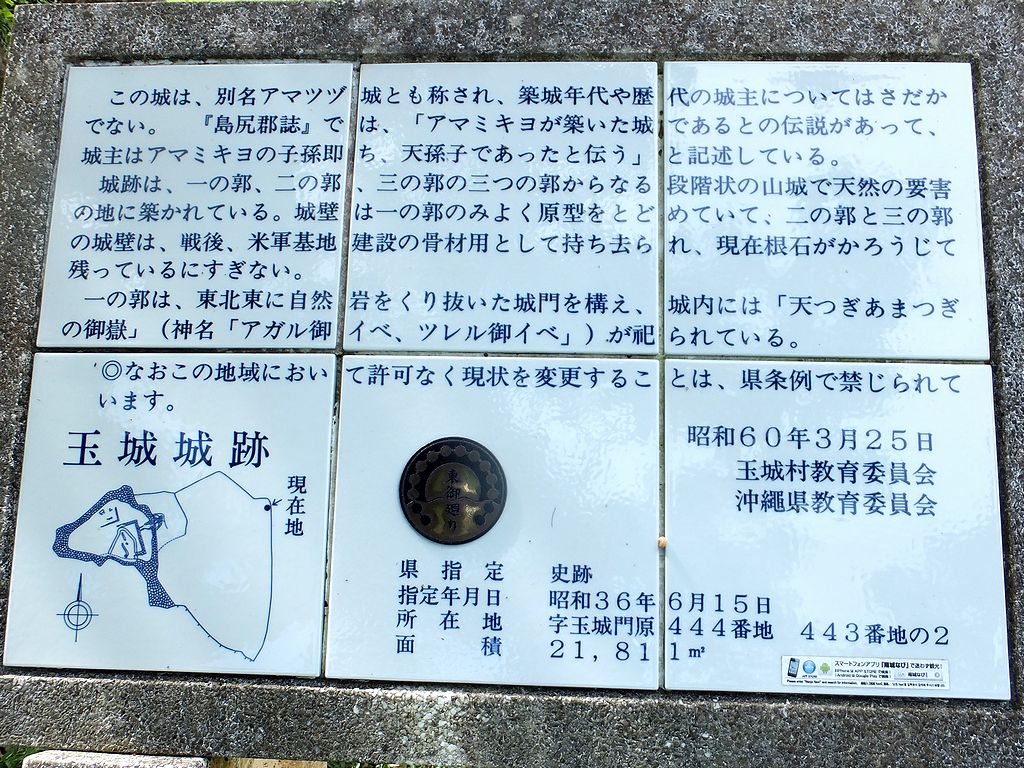 この城は、別名アマツヅ城とも称され、築城年代や歴代の城主についてはさだか
でない。　『島尻郡誌』では、「アマミキヨが築いた城であるとの伝説があって、
城主はアマミキヨの子孫即ち、天孫子であったと伝う」と記述している。
城跡は、一の郭、二の郭、三の郭の三つの郭からなる段階状の山城で天然の要害
の地に築かれている。城壁は一の郭のみよく原型をとどめていて、二の郭と三の郭
の城壁は、戦後、米軍基地建設の骨材用として持ち去られ、現在根石がかろうじて
残っているにすぎない。
一の郭は、東北東に自然岩をくり抜いた城門を構え、城内には「天つぎあまつぎ
の御嶽」（神名「アガル御イベ、ツレル御イベ」）が祀られている。
◎なおこの地域において許可なく現状を変更することは、県条例で禁じられて
います。
玉城城跡
現在地
東御廻り
昭和６０年３月２５日
玉城村教育委員会
沖縄県教育委員会
県指定　史跡
指定年月日　昭和３６年６月１５日
所在地　字玉城門原４４４番地　４４３番地の２
面積　２１,８１１㎡
スマートフォンアプリ「南城なび」で迷わず観光！